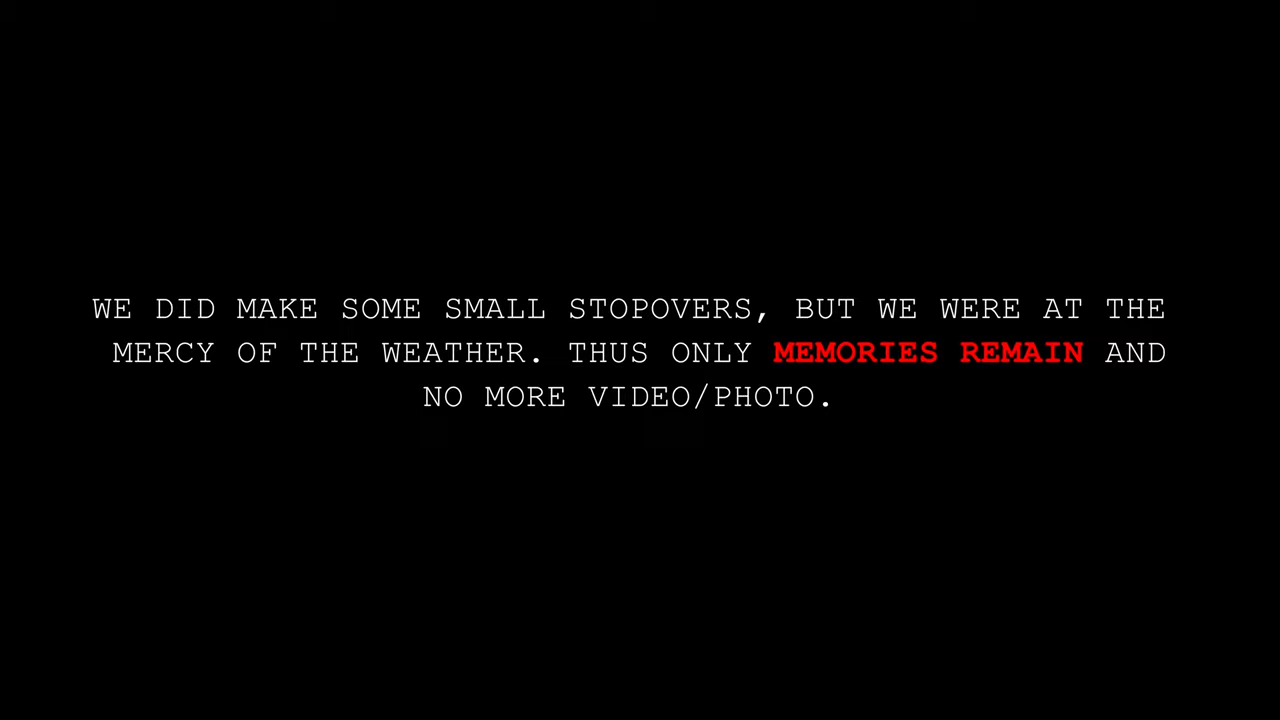 WE DID MAKE SOME SMALL STOPOVERS, BUT WE WERE AT THE
MERCY OF THE WEATHER. THUS ONLY MEMORIES REMAIN AND
NO MORE VIDEO/PHOTO.